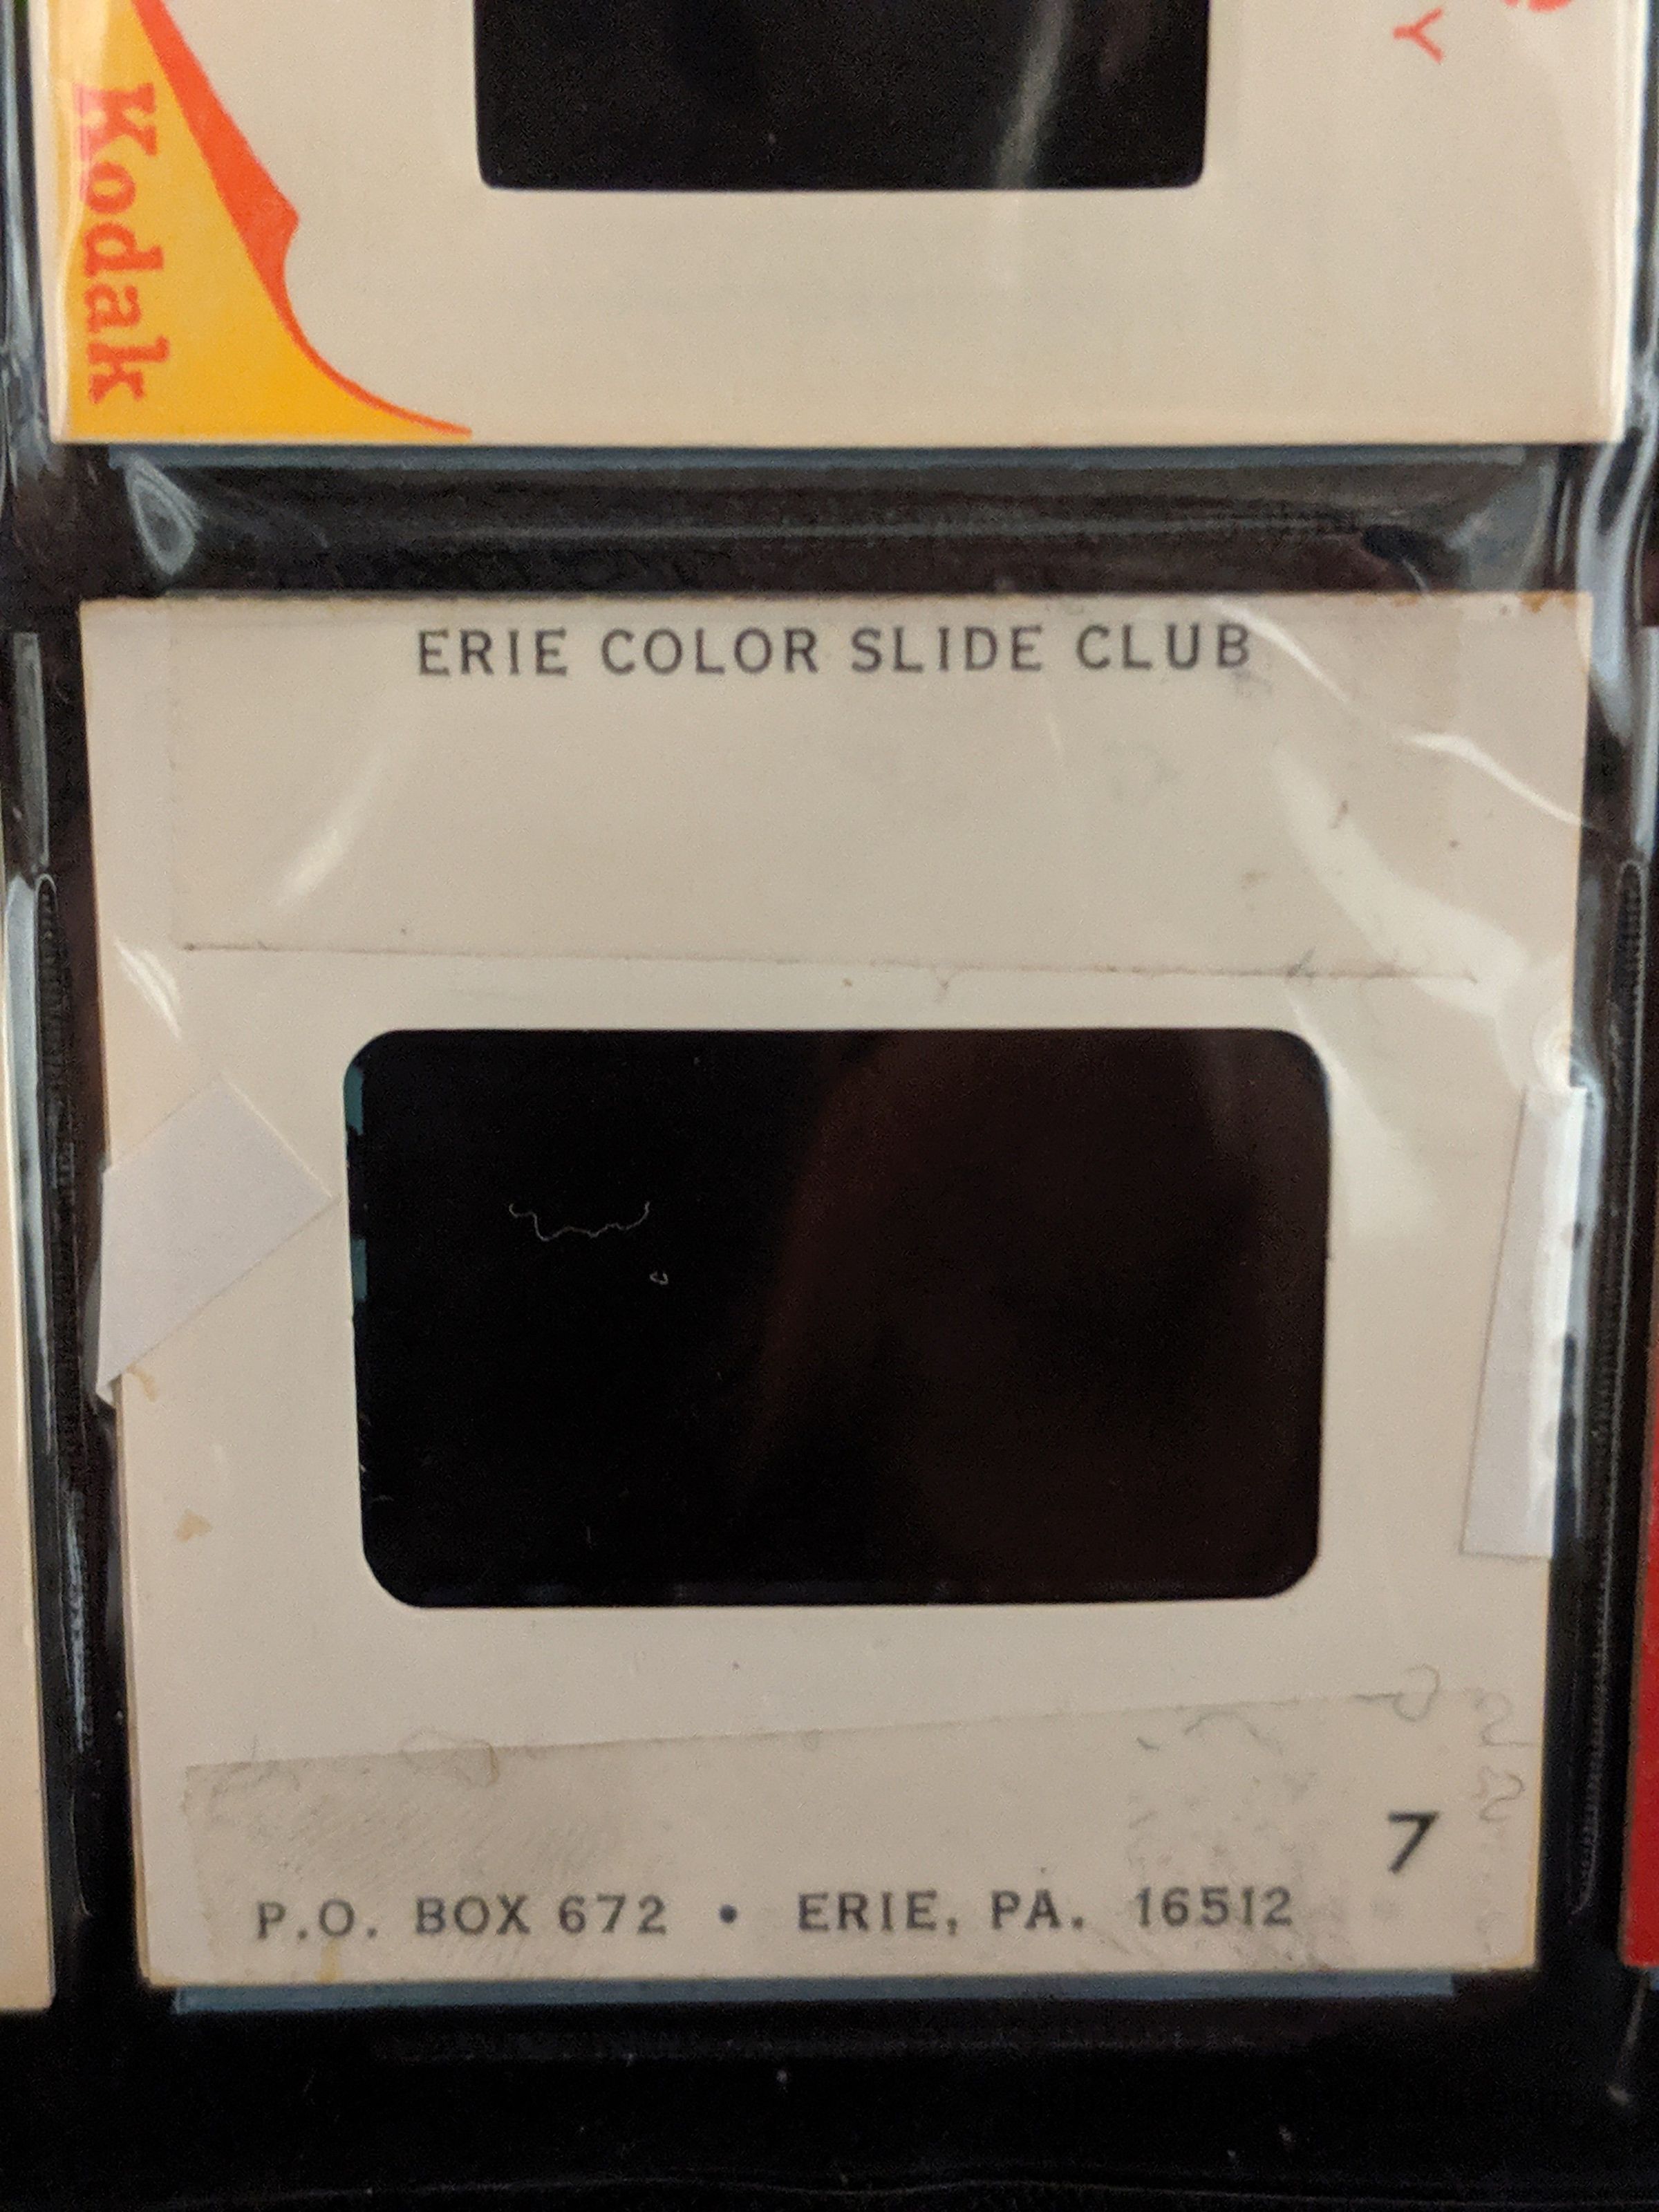 Kodak
Y
ERIE COLOR SLIDE CLUB
7
P.O. BOX 672 • ERIE, PA. 16512